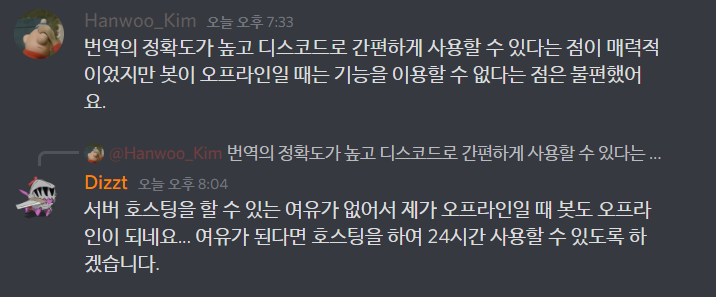 Hanwoo_Kim 오늘 오후 7:33
번역의 정확도가 높고 디스코드로 간편하게 사용할 수 있다는 점이 매력적
이었지만 봇이 오프라인일 때는 기능을 이용할 수 없다는 점은 불편했어
요.
@Hanwoo_Kim 번역의 정확도가 높고 디스코드로 간편하게 사용할 수 있다는 ...
Dizzt 오늘 오후 8:04
서버 호스팅을 할 수 있는 여유가 없어서 제가 오프라인일 때 봇도 오프라
인이 되네요... 여유가 된다면 호스팅을 하여 24시간 사용할 수 있도록 하
겠습니다.